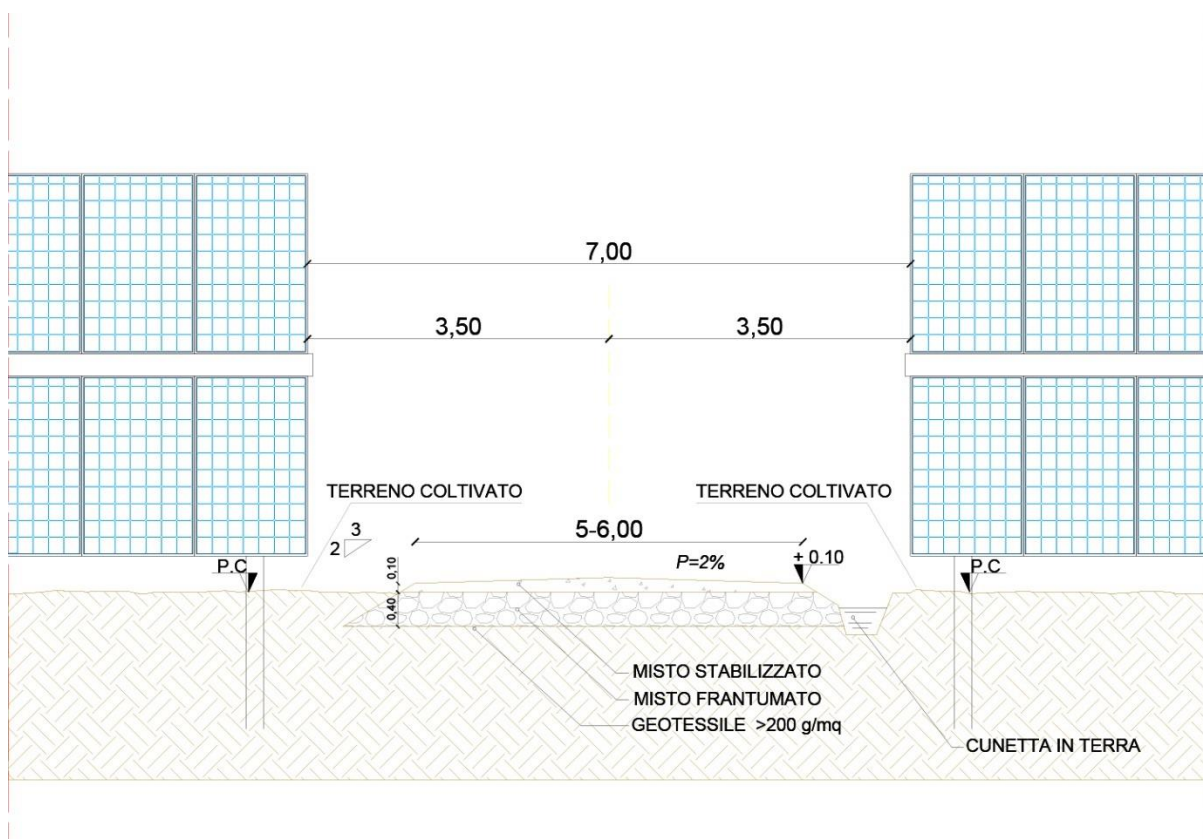 7,00
3,50
3,50
TERRENO COLTIVATO
TERRENO COLTIVATO
3
2
5-6,00
P=2%
+ 0.10
P.C
P.C
0,10
0,40
MISTO STABILIZZATO
MISTO FRANTUMATO
GEOTESSILE >200 g/mq
CUNETTA IN TERRA